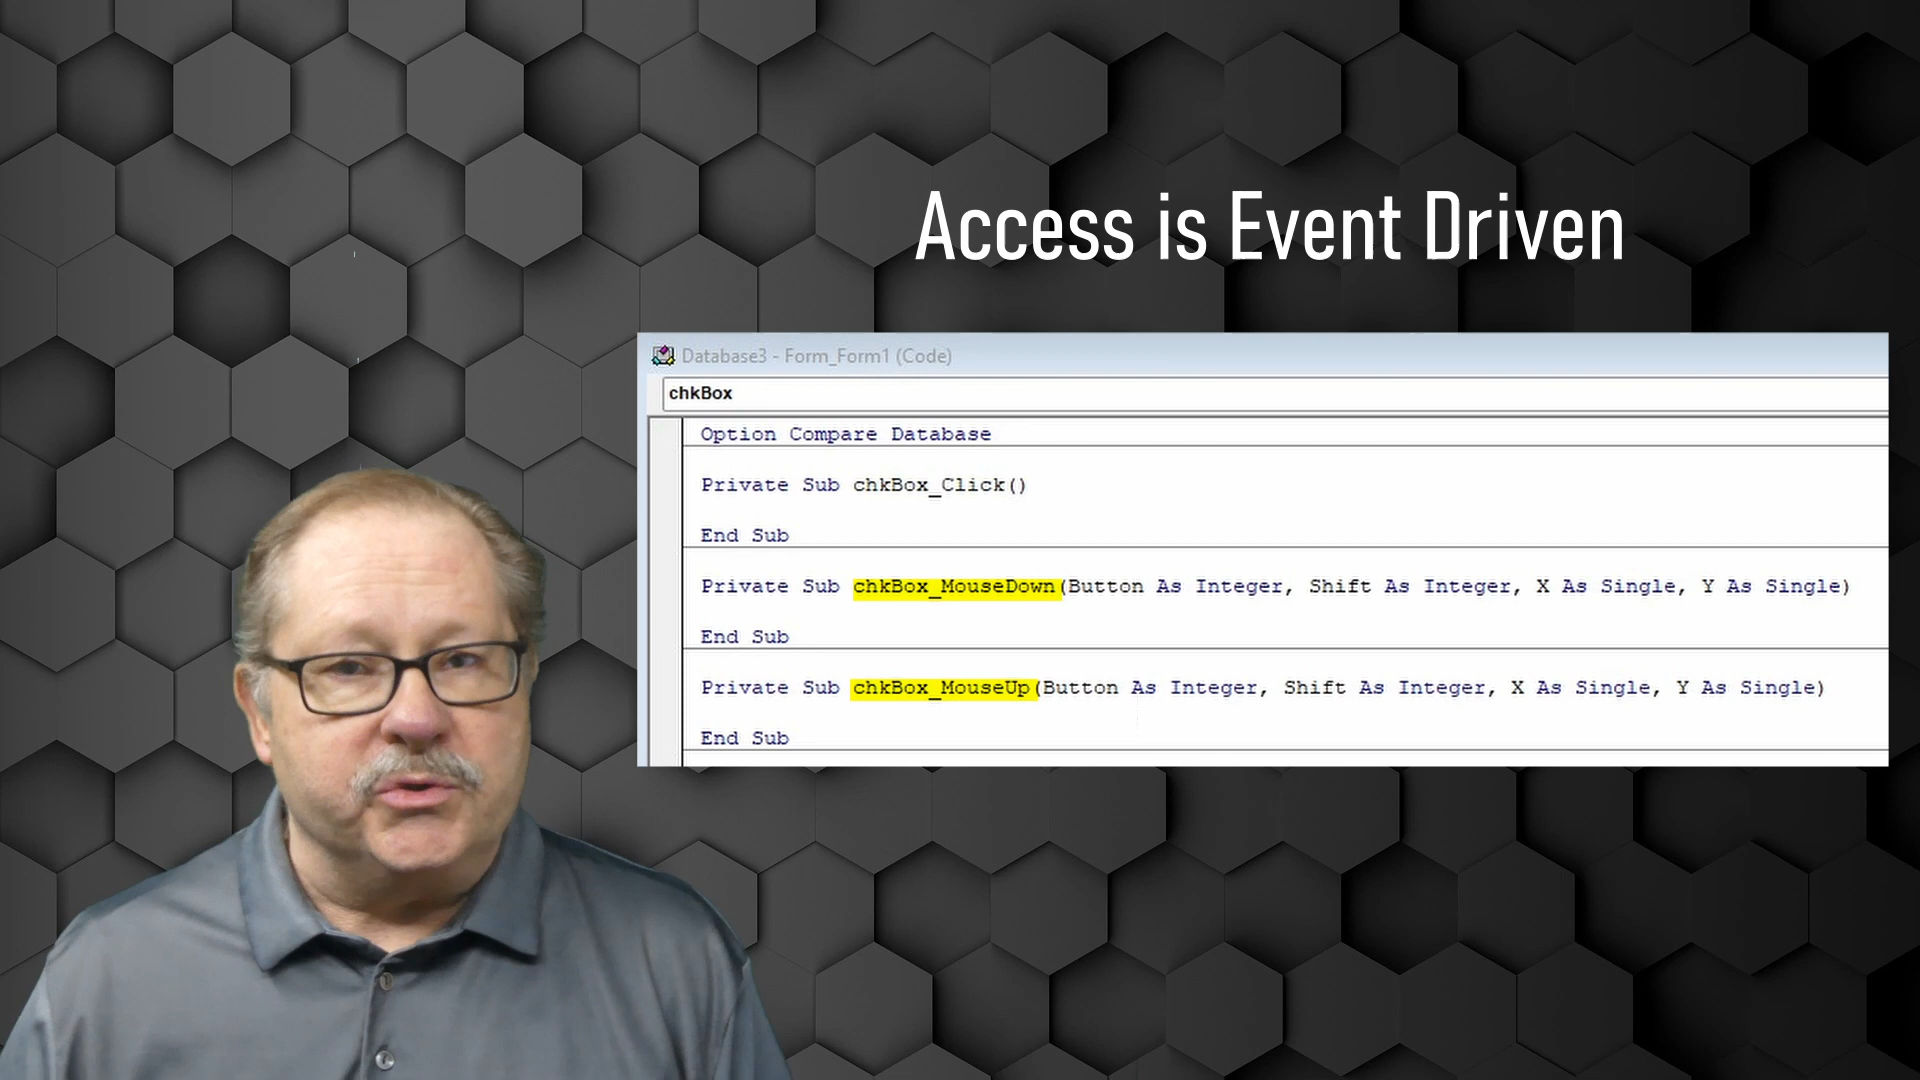 Access is Event Driven
Database3 - Form_Form1 (Code)
chkBox
Option Compare Database
Private Sub chkBox_Click()
End Sub
Private Sub chkBox_MouseDown(Button As Integer, Shift As Integer, X As Single, Y As Single)
End Sub
Private Sub chkBox_MouseUp(Button As Integer, Shift As Integer, X As Single, Y As Single)
End Sub